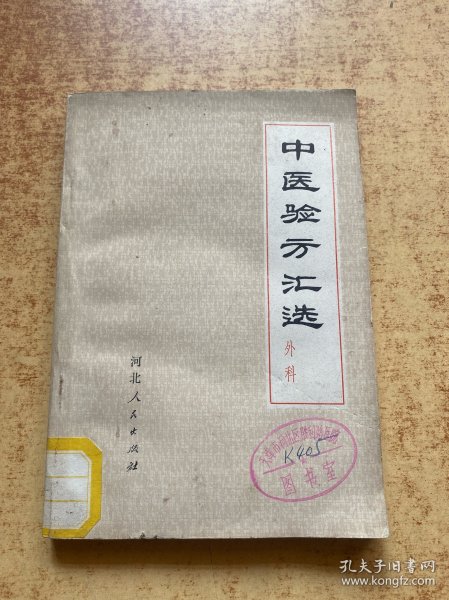 中医验方汇选
外科
河北人民出版社
K405
图书室
孔夫子旧书网
www.kongfz.com